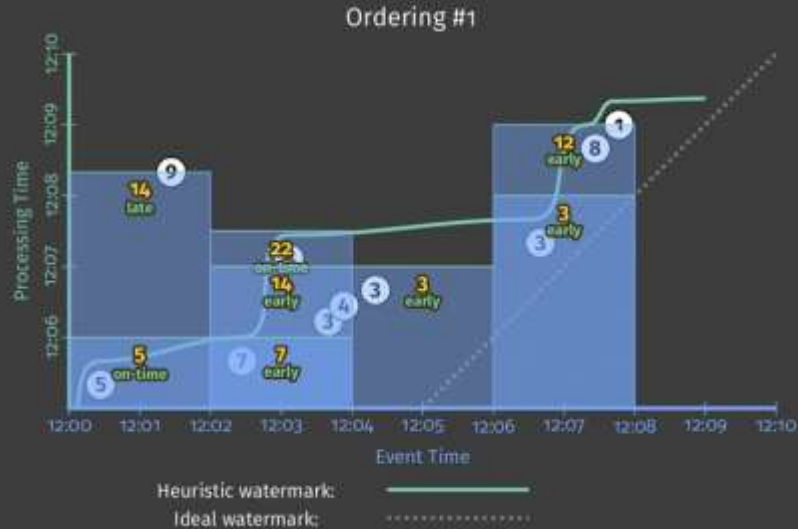 Ordering #1
12:10
12:09
12:08
12:07
12:06
Processing Time
9
14
late
5
on-time
5
22
on-time
14
early
7
early
7
3
4
3
3
early
12
early
8
1
3
early
3
12:00 12:01 12:02 12:03 12:04 12:05 12:06 12:07 12:08 12:09 12:10
Event Time
Heuristic watermark:
Ideal watermark: